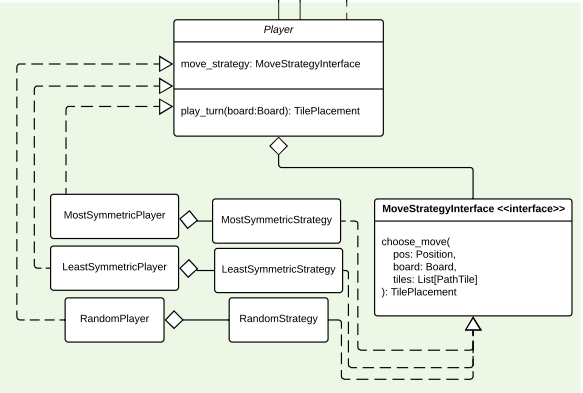 Player
move_strategy: MoveStrategyInterface
play_turn(board:Board): TilePlacement
MoveStrategyInterface <<interface>>
choose_move(
pos: Position,
board: Board,
tiles: List[PathTile]
): TilePlacement
MostSymmetricPlayer
MostSymmetricStrategy
LeastSymmetricPlayer
LeastSymmetricStrategy
RandomPlayer
RandomStrategy